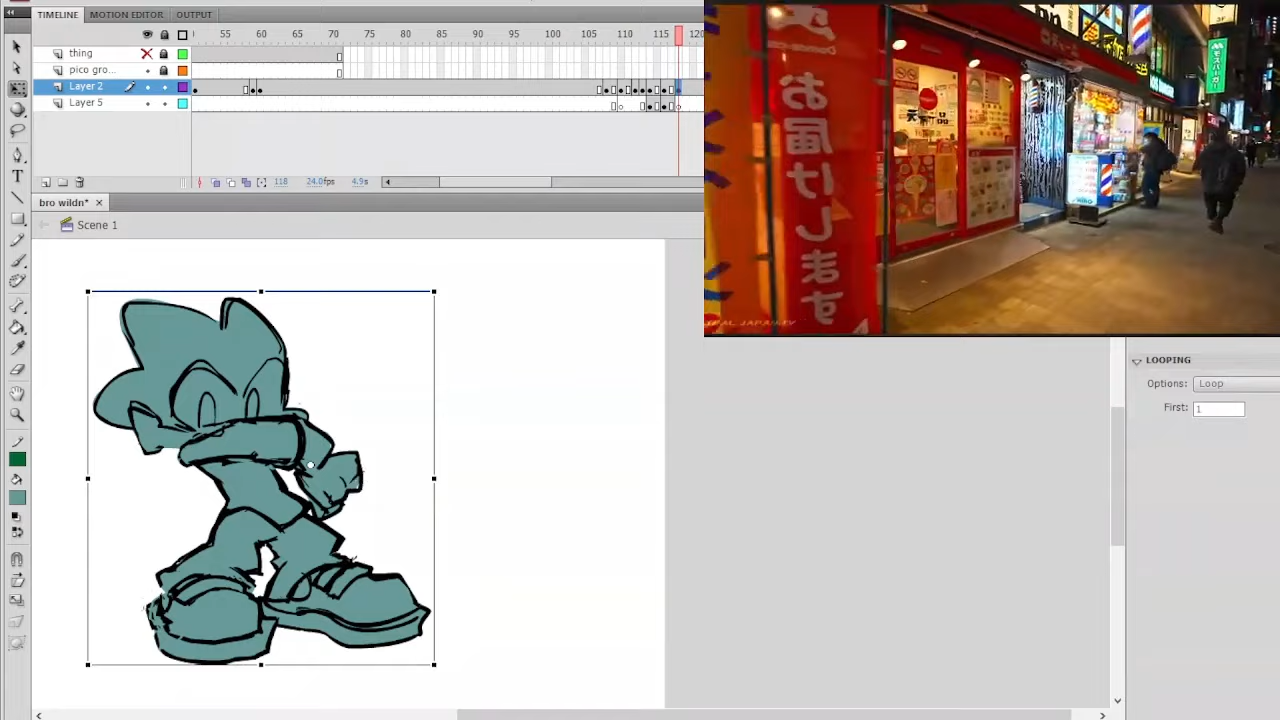 TIMELINE
MOTION EDITOR
OUTPUT
55 60 65 70 75 80 85 90 95 100 105 110 115 120
thing
pico gro...
Layer 2
Layer 5
118 24.0fps 4.9s
bro wildn*
Scene 1
お届けします
LOOPING
Options: Loop
First: 1